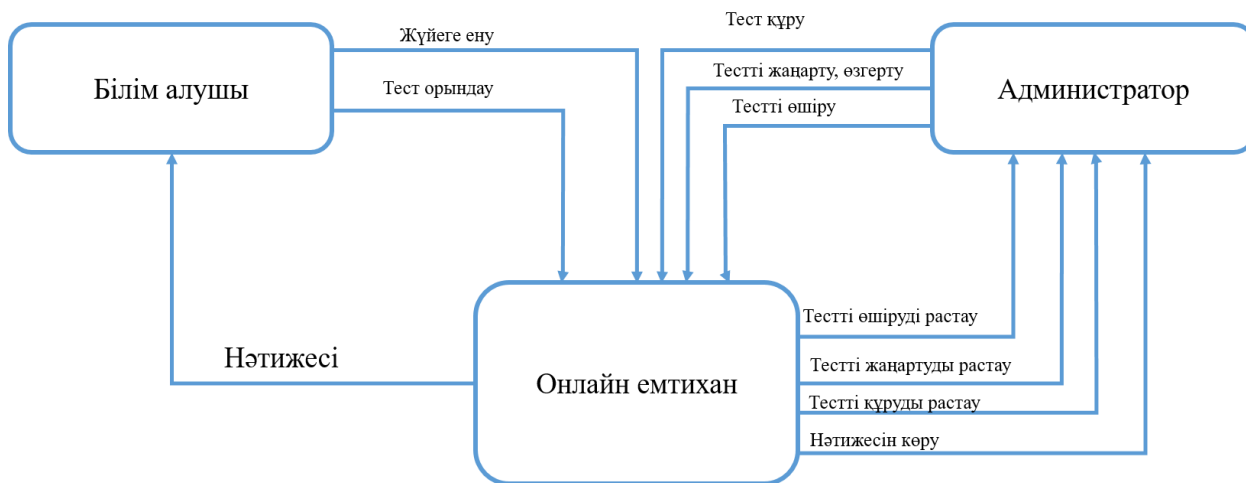 Тест құру
Жүйеге ену
Тестті жаңарту, өзгерту
Білім алушы
Тест орындау
Администратор
Тестті өшіру
Тестті өшіруді растау
Нәтижесі
Тестті жаңартуды растау
Онлайн емтихан
Тестті құруды растау
Нәтижесін көру